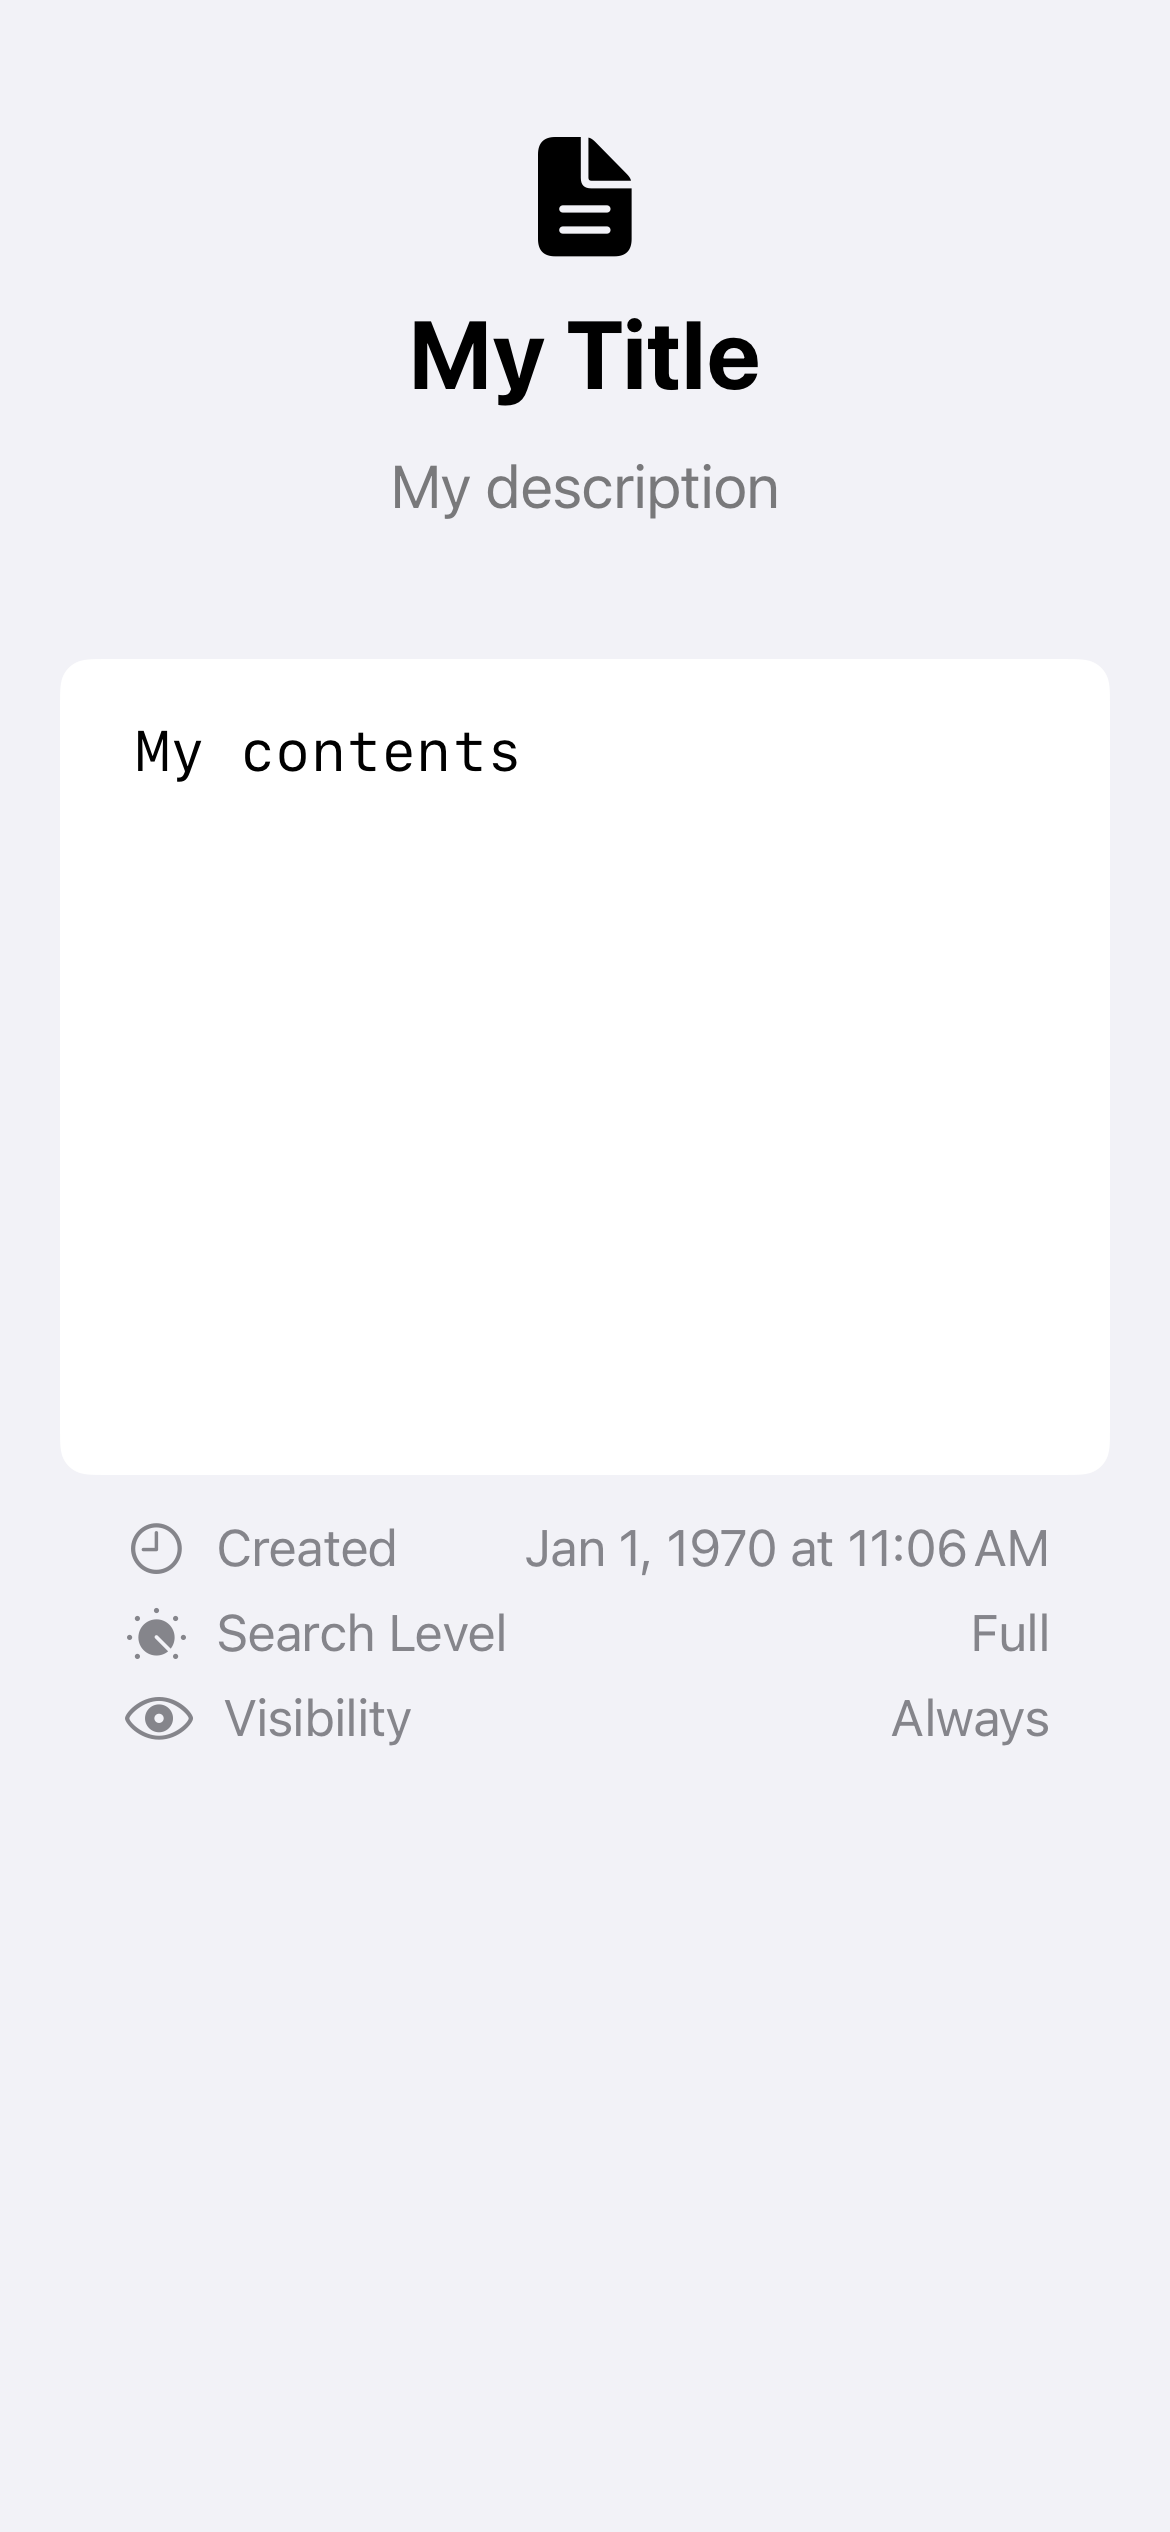 My Title
My description
My contents
Created Jan 1, 1970 at 11:06 AM
Search Level Full
Visibility Always